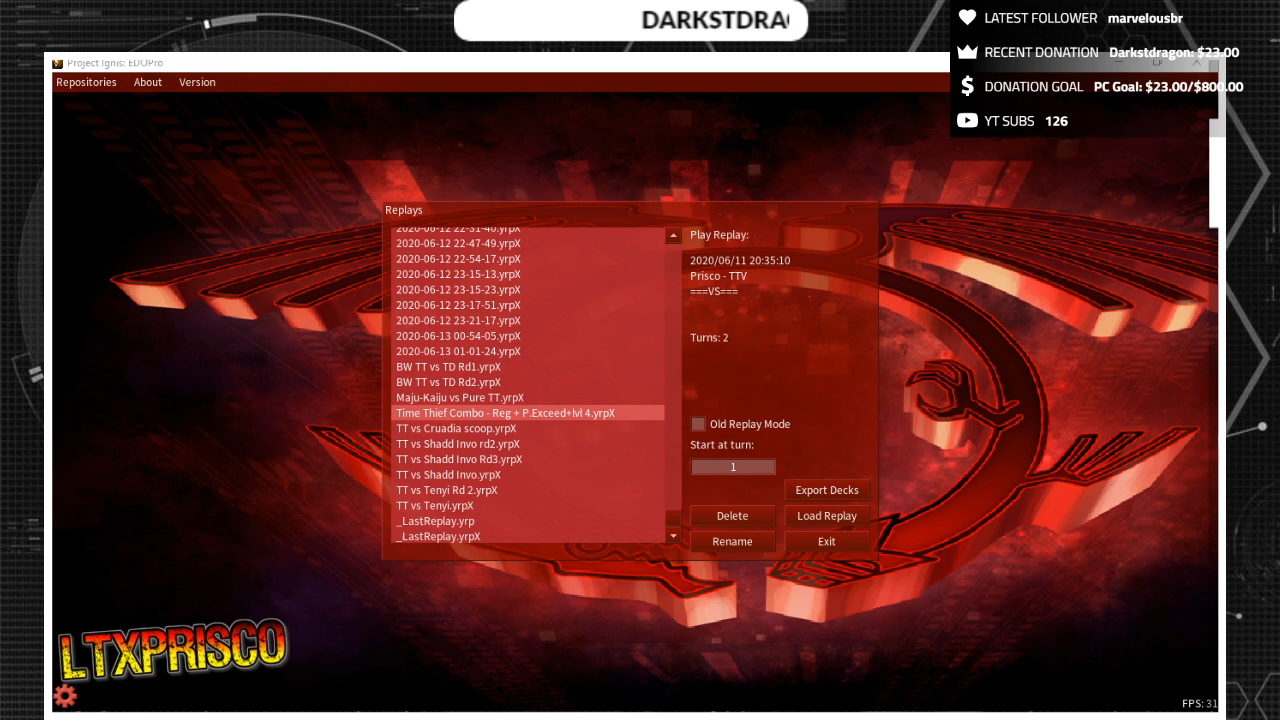 DARKSTDRA
LATEST FOLLOWER marvelousbr
RECENT DONATION Darkstdragon: $23.00
DONATION GOAL PC Goal: $23.00/$800.00
YT SUBS 126
Project Ignis: EDOPro
Repositories About Version
Replays
2020-06-12 22-31-40.yrpX
2020-06-12 22-47-49.yrpX
2020-06-12 22-54-17.yrpX
2020-06-12 23-15-13.yrpX
2020-06-12 23-15-23.yrpX
2020-06-12 23-17-51.yrpX
2020-06-12 23-21-17.yrpX
2020-06-13 00-54-05.yrpX
2020-06-13 01-01-24.yrpX
BW TT vs TD Rd1.yrpX
BW TT vs TD Rd2.yrpX
Maju-Kaiju vs Pure TT.yrpX
Time Thief Combo - Reg + P.Exceed+lvl 4.yrpX
TT vs Cruadia scoop.yrpX
TT vs Shadd Invo rd2.yrpX
TT vs Shadd Invo Rd3.yrpX
TT vs Shadd Invo.yrpX
TT vs Tenyi Rd 2.yrpX
TT vs Tenyi.yrpX
_LastReplay.yrp
_LastReplay.yrpX
Play Replay:
2020/06/11 20:35:10
Prisco - TTV
===VS===
Turns: 2
Old Replay Mode
Start at turn:
1
Export Decks
Delete Load Replay
Rename Exit
LTXPRISCO
FPS: 31